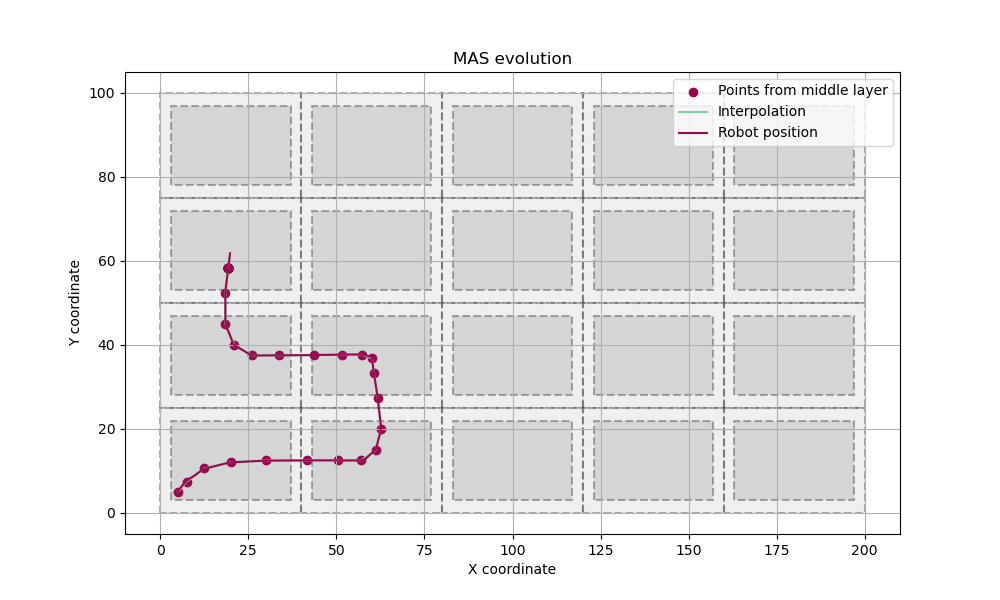 MAS evolution
Points from middle layer
Interpolation
Robot position
100
80
60
40
20
0
Y coordinate
0 25 50 75 100 125 150 175 200
X coordinate